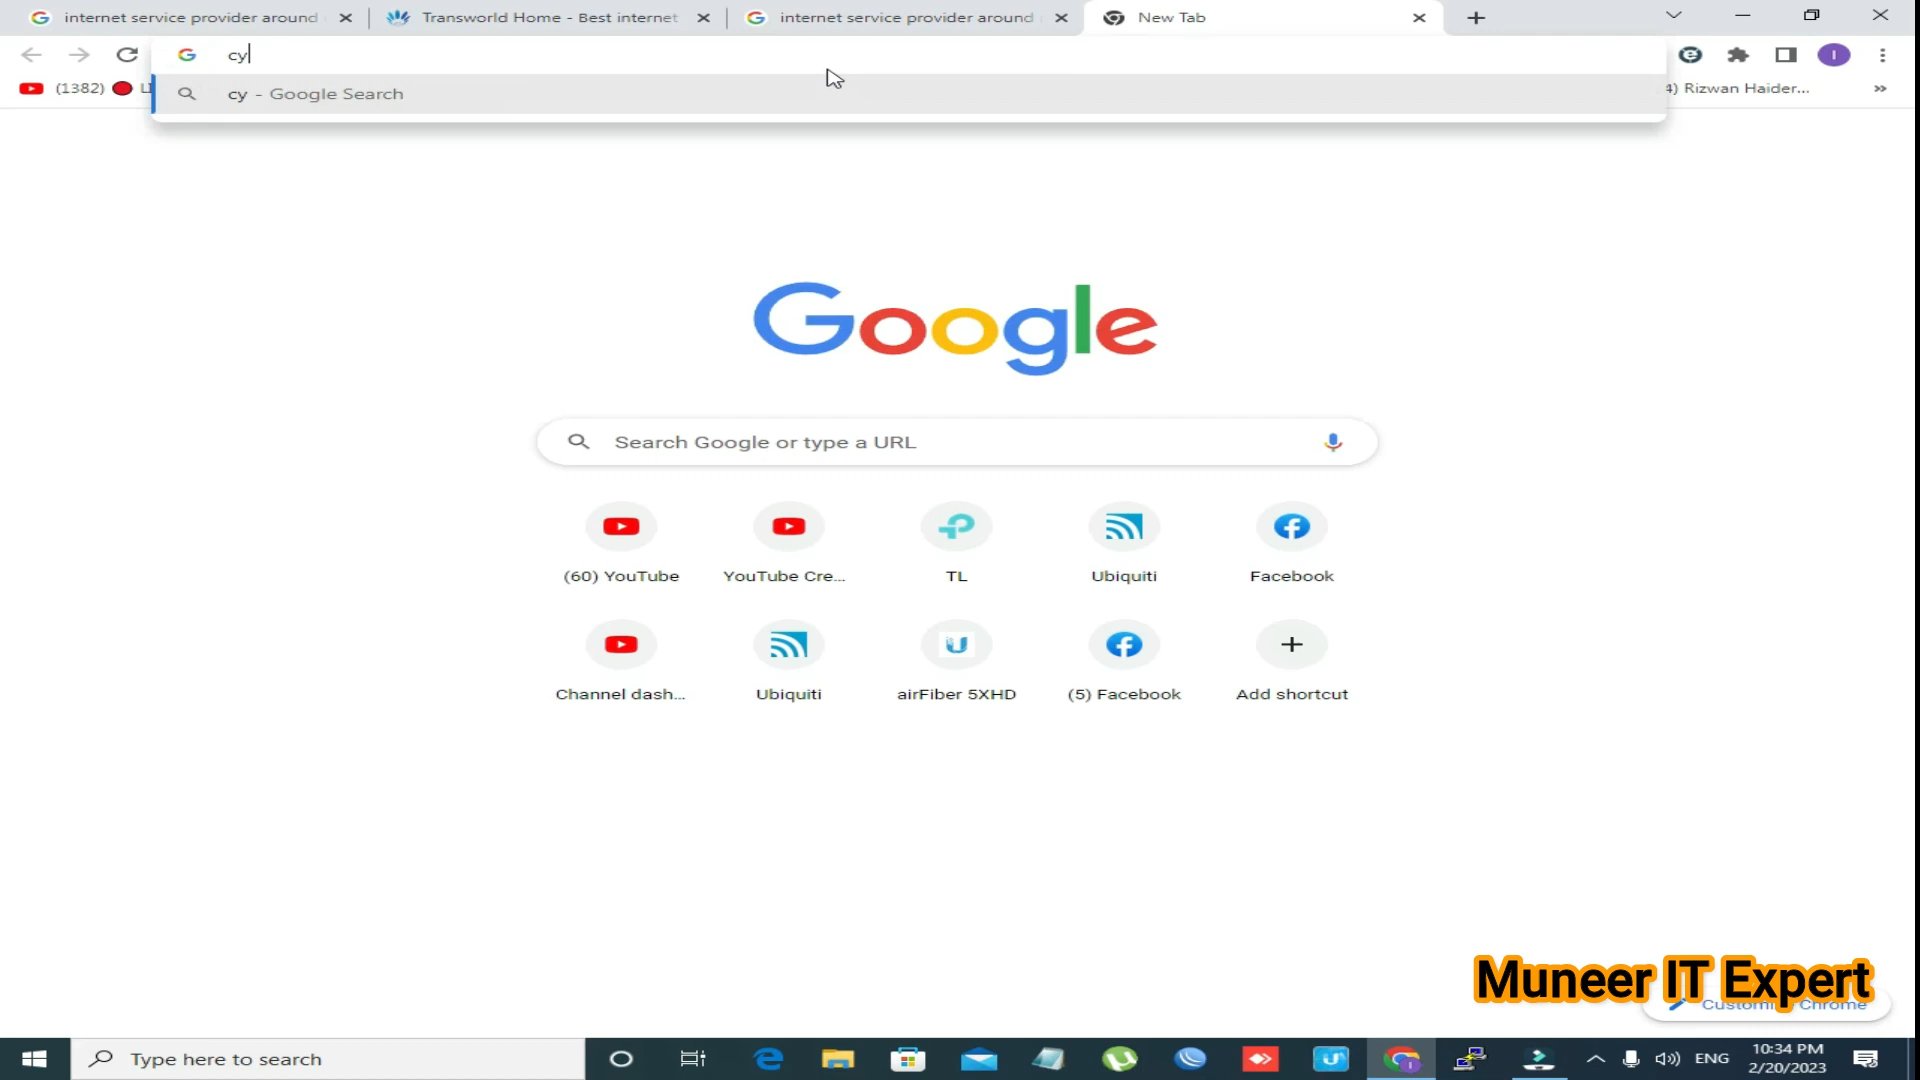 internet service provider around
Transworld Home - Best internet
internet service provider around
New Tab
cy
(1382)
cy - Google Search
4) Rizwan Haider...
Google
Search Google or type a URL
(60) YouTube
YouTube Cre...
TL
Ubiquiti
Facebook
Channel dash...
Ubiquiti
airFiber 5XHD
(5) Facebook
Add shortcut
Muneer IT Expert
Customize Chrome
Type here to search
ENG
10:34 PM
2/20/2023